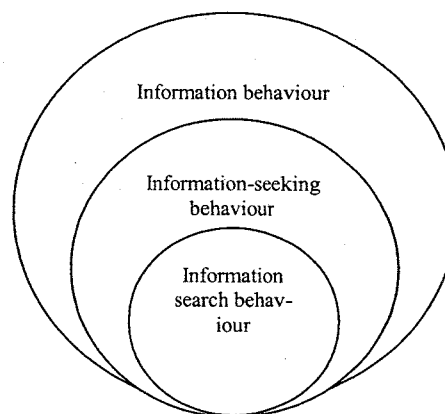 Information behaviour
Information-seeking
behaviour
Information
search behav-
iour